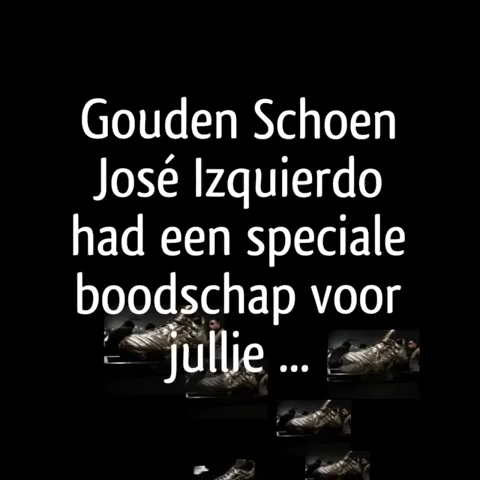 Gouden Schoen
José Izquierdo
had een speciale
boodschap voor
jullie ...